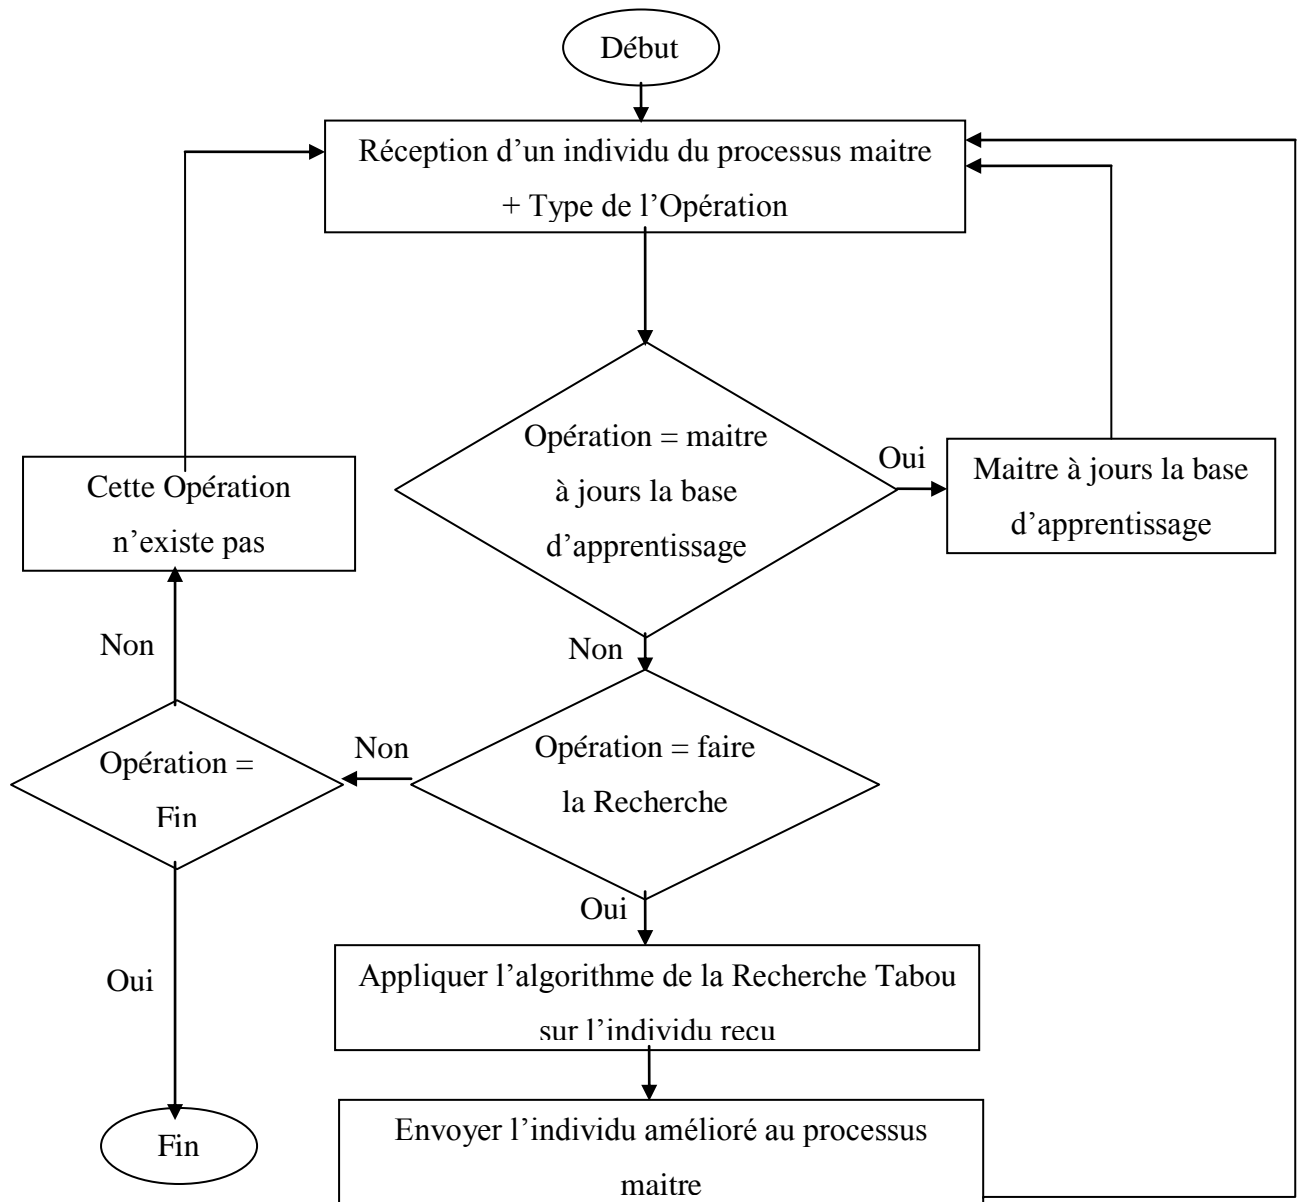 Début
Réception d’un individu du processus maitre
+ Type de l’Opération
Opération = maitre
à jours la base
d’apprentissage
Oui
Maitre à jours la base
d’apprentissage
Cette Opération
n’existe pas
Non
Non
Opération = faire
la Recherche
Non
Opération =
Fin
Oui
Appliquer l’algorithme de la Recherche Tabou
sur l’individu reçu
Oui
Envoyer l’individu amélioré au processus
maitre
Fin